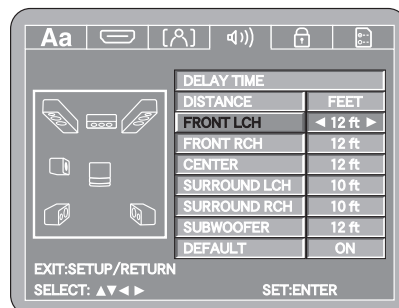 Aa
DELAY TIME
DISTANCE FEET
FRONT LCH ◄ 12 ft ►
FRONT RCH 12 ft
CENTER 12 ft
SURROUND LCH 10 ft
SURROUND RCH 10 ft
SUBWOOFER 12 ft
DEFAULT ON
EXIT:SETUP/RETURN
SELECT: ▲▼◄ ► SET:ENTER